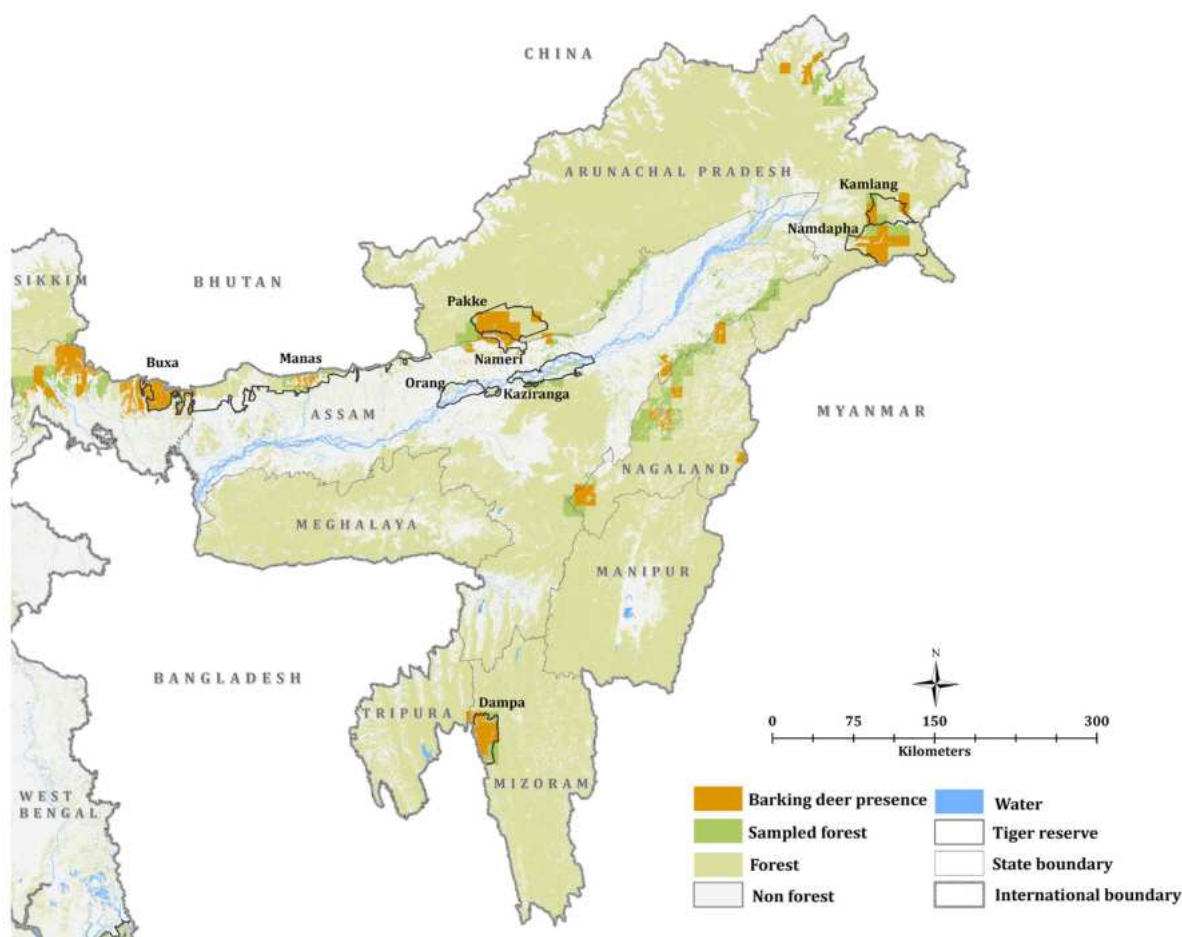 CHINA
ARUNACHAL PRADESH
Kamlang
Namdapha
SIKKIM
BHUTAN
Pakke
Buxa
Manas
Nameri
Orang
Kaziranga
ASSAM
MYANMAR
NAGALAND
MEGHALAYA
MANIPUR
BANGLADESH
N
Dampa
TRIPURA
0 75 150 300
Kilometers
MIZORAM
WEST
BENGAL
Barking deer presence
Water
Sampled forest
Tiger reserve
Forest
State boundary
Non forest
International boundary